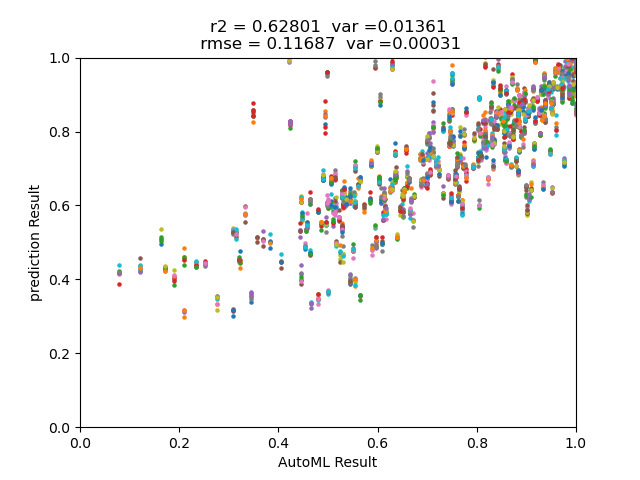 r2 = 0.62801  var =0.01361
rmse = 0.11687  var =0.00031
1.0
0.8
0.6
0.4
0.2
0.0
prediction Result
0.0 0.2 0.4 0.6 0.8 1.0
AutoML Result